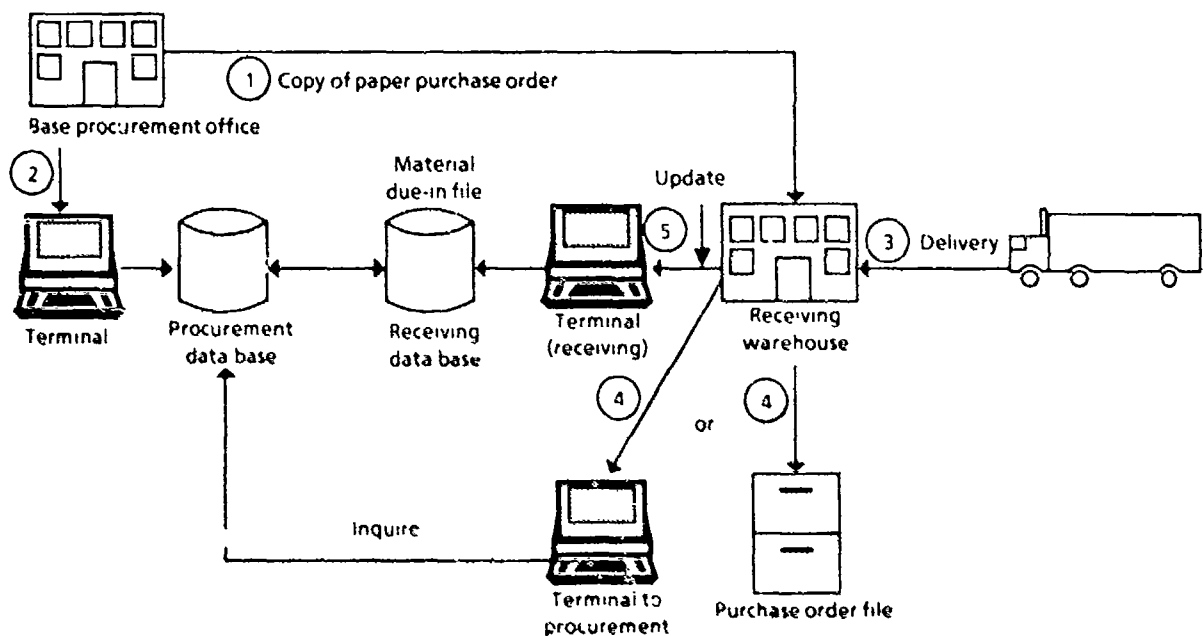 1 Copy of paper purchase order
Base procurement office
2
Material
due-in file
Update
5
3 Delivery
Terminal
Procurement
data base
Receiving
data base
Terminal
(receiving)
Receiving
warehouse
4
or
4
Inquire
Terminal to
procurement
Purchase order file